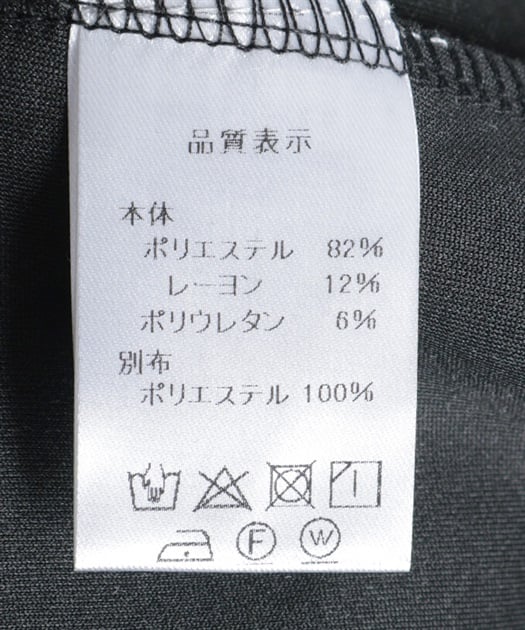 品質表示
本体
ポリエステル 82%
レーヨン 12%
ポリウレタン 6%
別布
ポリエステル 100%
F W